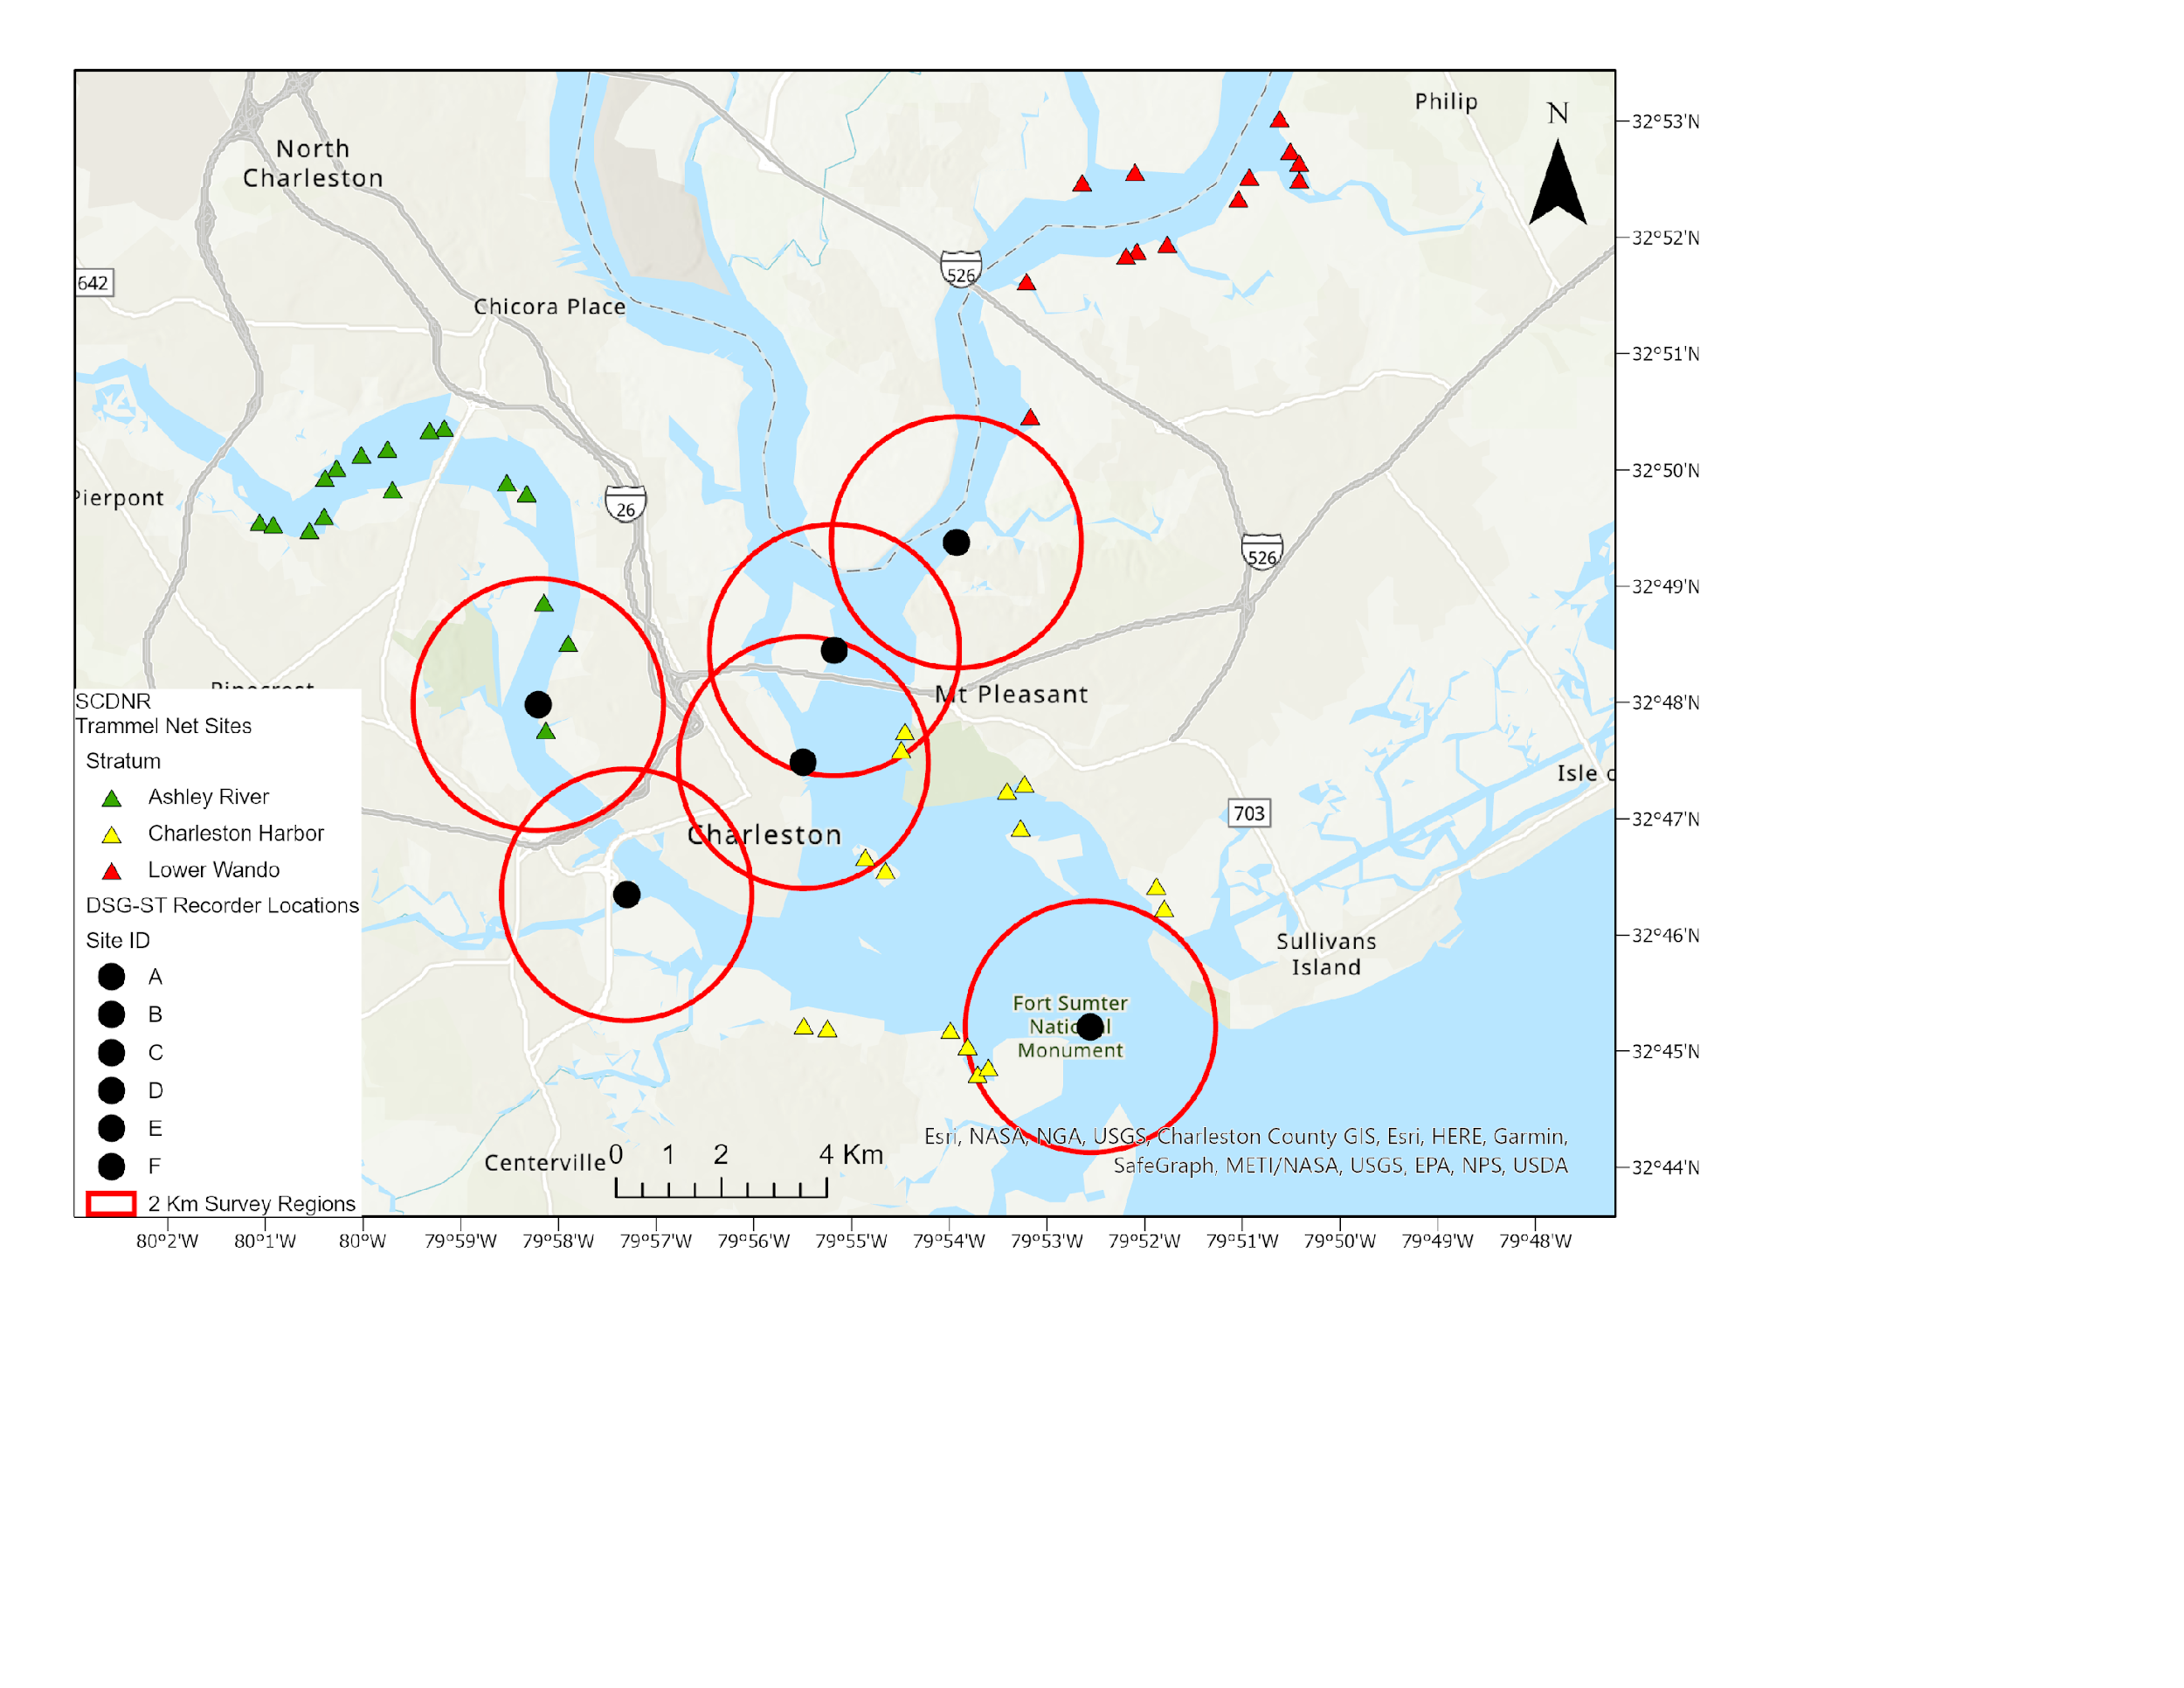 Philip
N
North
Charleston
32°53'N
32°52'N
526
642
Chicora Place
32°51'N
Pierpont
26
32°50'N
526
32°49'N
Mt Pleasant
32°48'N
SCDNR
Trammel Net Sites
Stratum
Ashley River
Charleston Harbor
Lower Wando
DSG-ST Recorder Locations
Site ID
A
B
C
D
E
F
2 Km Survey Regions
Isle o
703
Charleston
32°47'N
32°46'N
Sullivans
Island
Fort Sumter
National
Monument
32°45'N
Esri, NASA, NGA, USGS, Charleston County GIS, Esri, HERE, Garmin,
SafeGraph, METI/NASA, USGS, EPA, NPS, USDA
32°44'N
Centerville
0 1 2 4 Km
80°2'W 80°1'W 80°W 79°59'W 79°58'W 79°57'W 79°56'W 79°55'W 79°54'W 79°53'W 79°52'W 79°51'W 79°50'W 79°49'W 79°48'W